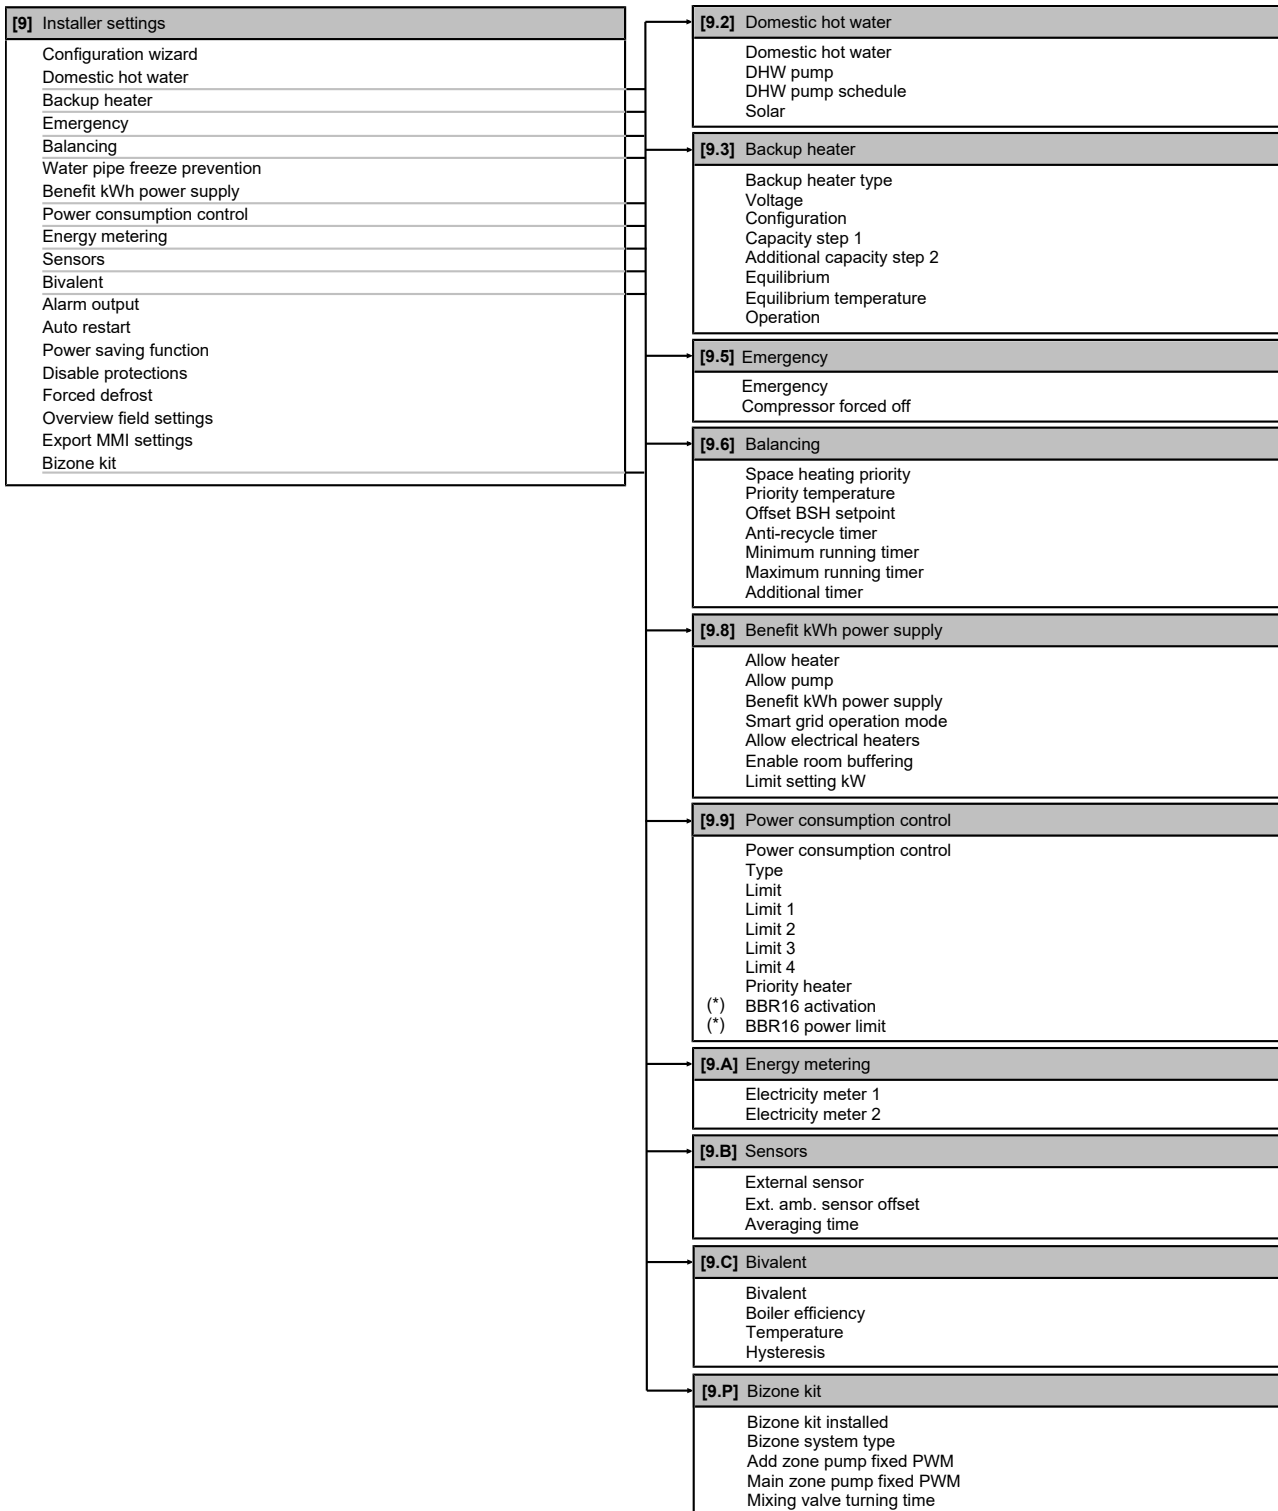 [9] Installer settings
Configuration wizard
Domestic hot water
Backup heater
Emergency
Balancing
Water pipe freeze prevention
Benefit kWh power supply
Power consumption control
Energy metering
Sensors
Bivalent
Alarm output
Auto restart
Power saving function
Disable protections
Forced defrost
Overview field settings
Export MMI settings
Bizone kit
[9.2] Domestic hot water
Domestic hot water
DHW pump
DHW pump schedule
Solar
[9.3] Backup heater
Backup heater type
Voltage
Configuration
Capacity step 1
Additional capacity step 2
Equilibrium
Equilibrium temperature
Operation
[9.5] Emergency
Emergency
Compressor forced off
[9.6] Balancing
Space heating priority
Priority temperature
Offset BSH setpoint
Anti-recycle timer
Minimum running timer
Maximum running timer
Additional timer
[9.8] Benefit kWh power supply
Allow heater
Allow pump
Benefit kWh power supply
Smart grid operation mode
Allow electrical heaters
Enable room buffering
Limit setting kW
[9.9] Power consumption control
Power consumption control
Type
Limit
Limit 1
Limit 2
Limit 3
Limit 4
Priority heater
(*) BBR16 activation
(*) BBR16 power limit
[9.A] Energy metering
Electricity meter 1
Electricity meter 2
[9.B] Sensors
External sensor
Ext. amb. sensor offset
Averaging time
[9.C] Bivalent
Bivalent
Boiler efficiency
Temperature
Hysteresis
[9.P] Bizone kit
Bizone kit installed
Bizone system type
Add zone pump fixed PWM
Main zone pump fixed PWM
Mixing valve turning time